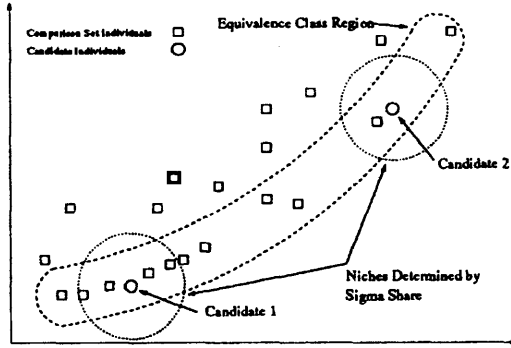 Equivalence Class Region
Comparison Set Individuals
Candidate Individuals
Candidate 2
Niches Determined by
Sigma Share
Candidate 1